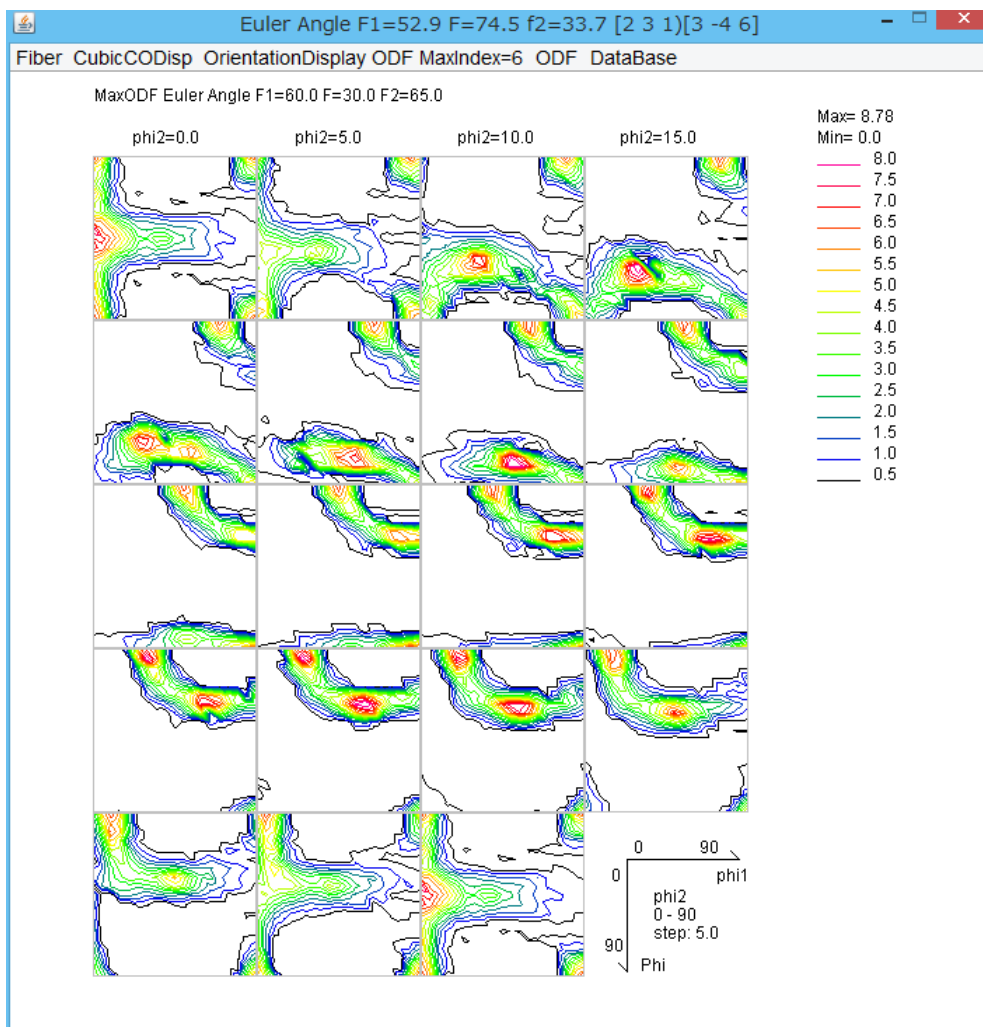 Euler Angle F1=52.9 F=74.5 f2=33.7 [2 3 1)[3 -4 6]
Fiber CubicCODisp OrientationDisplay ODF MaxIndex=6 ODF DataBase
MaxODF Euler Angle F1=60.0 F=30.0 F2=65.0
phi2=0.0 phi2=5.0 phi2=10.0 phi2=15.0
Max= 8.78
Min= 0.0
8.0
7.5
7.0
6.5
6.0
5.5
5.0
4.5
4.0
3.5
3.0
2.5
2.0
1.5
1.0
0.5
0 90
0 phi1
phi2
0 - 90
step: 5.0
90
Phi